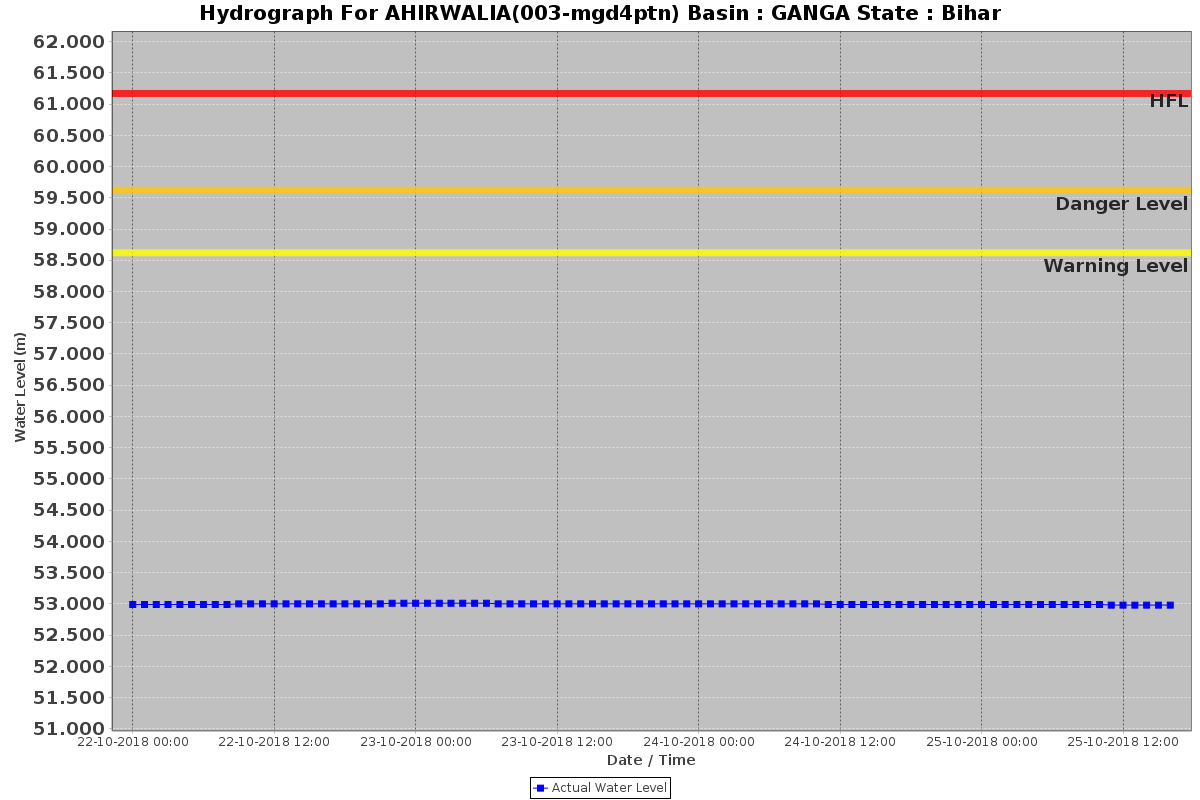 Hydrograph For AHIRWALIA(003-mgd4ptn) Basin : GANGA State : Bihar
62.000
61.500
61.000
HFL
60.500
60.000
59.500
Danger Level
59.000
58.500
Warning Level
58.000
57.500
57.000
56.500
56.000
55.500
55.000
54.500
54.000
53.500
53.000
52.500
52.000
51.500
51.000
Water Level (m)
22-10-2018 00:00 22-10-2018 12:00 23-10-2018 00:00 23-10-2018 12:00 24-10-2018 00:00 24-10-2018 12:00 25-10-2018 00:00 25-10-2018 12:00
Date / Time
Actual Water Level